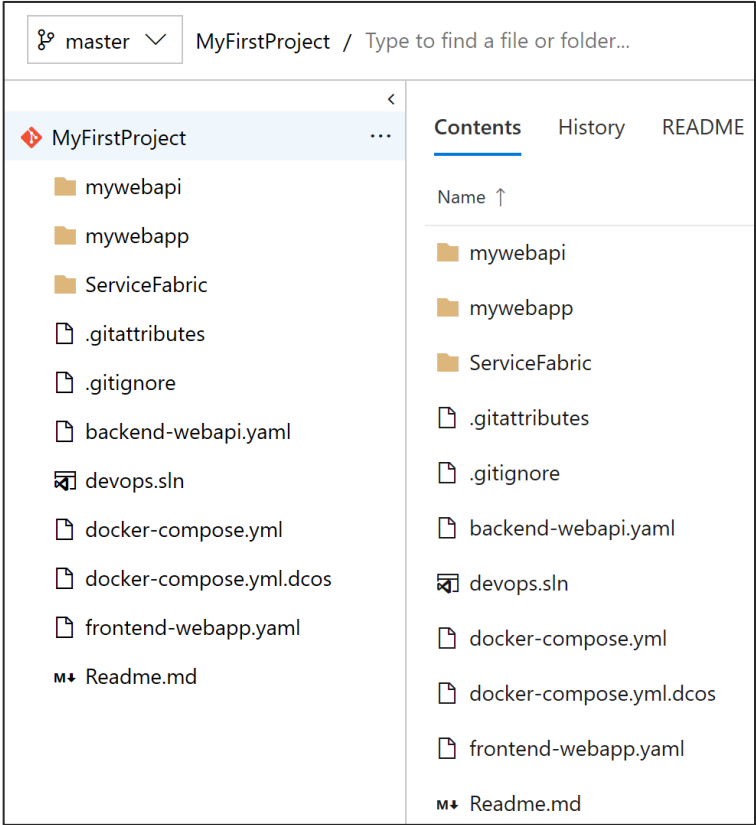 master MyFirstProject / Type to find a file or folder...
MyFirstProject ...
mywebapi
mywebapp
ServiceFabric
.gitattributes
.gitignore
backend-webapi.yaml
devops.sln
docker-compose.yml
docker-compose.yml.dcos
frontend-webapp.yaml
M↓ Readme.md
Contents History README
Name ↑
mywebapi
mywebapp
ServiceFabric
.gitattributes
.gitignore
backend-webapi.yaml
devops.sln
docker-compose.yml
docker-compose.yml.dcos
frontend-webapp.yaml
M↓ Readme.md